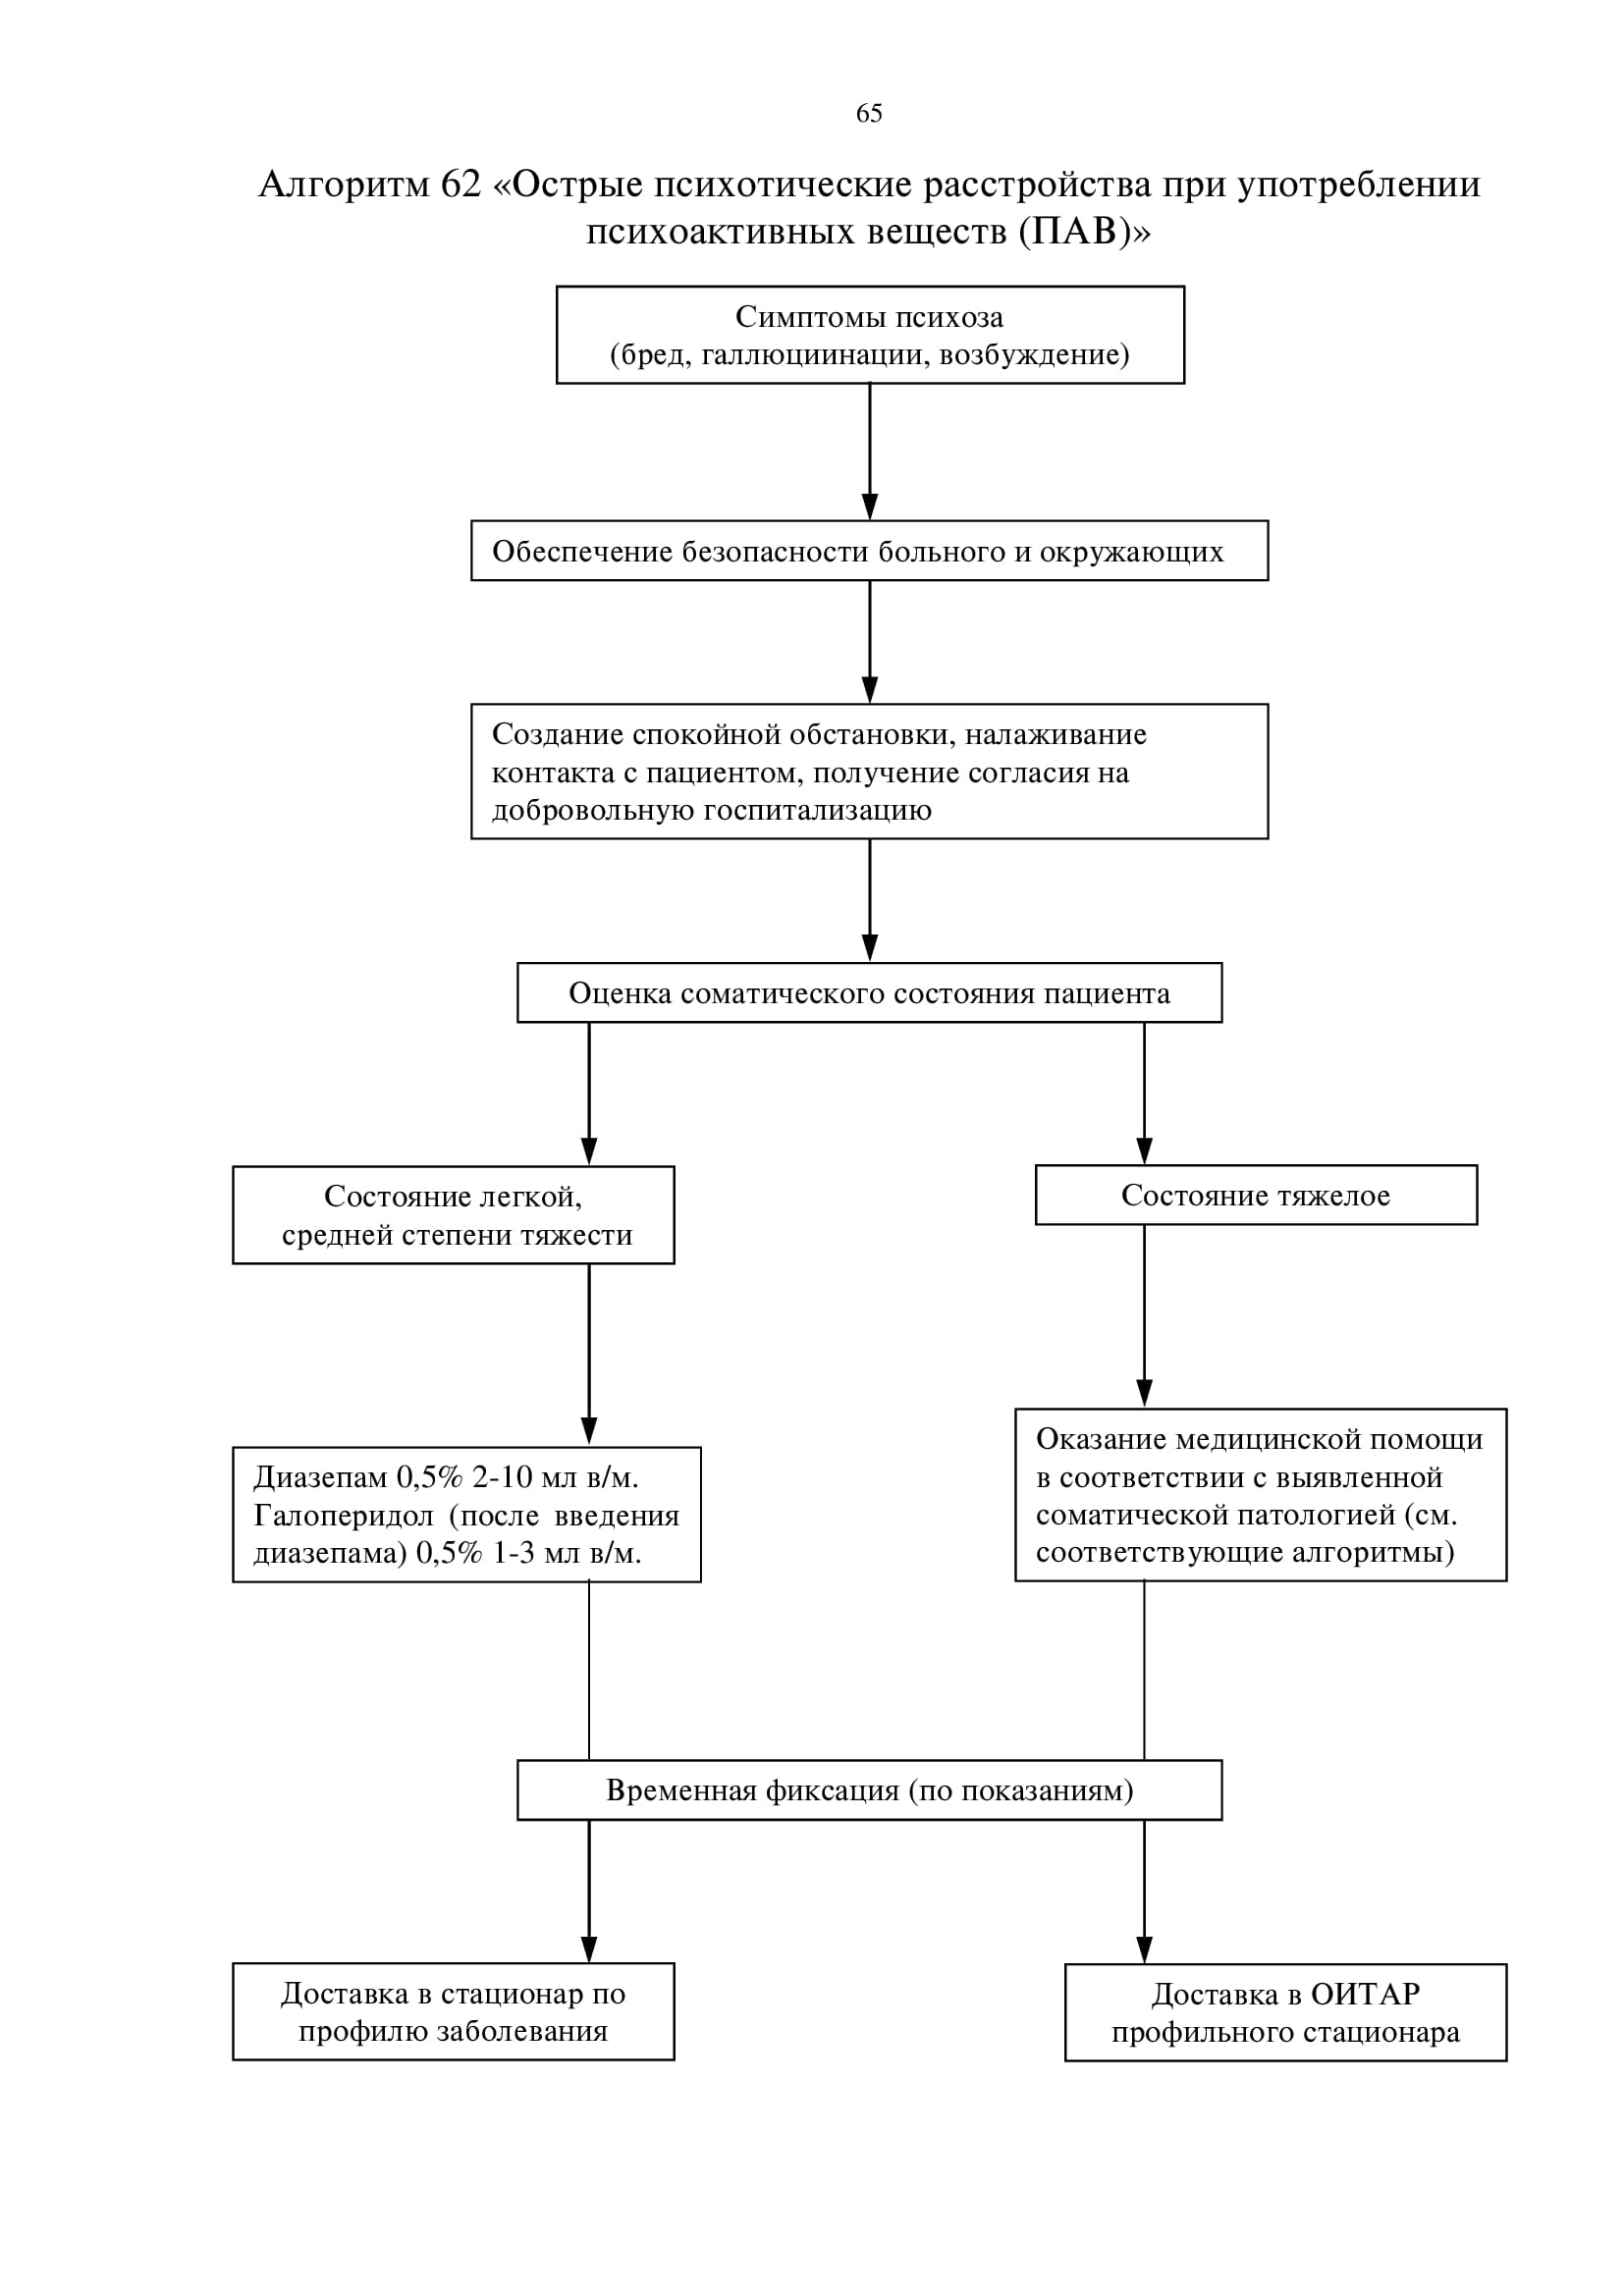 65
Алгоритм 62 «Острые психотические расстройства при употреблении
психоактивных веществ (ПАВ)»
Симптомы психоза
(бред, галлюциинации, возбуждение)
Обеспечение безопасности больного и окружающих
Создание спокойной обстановки, налаживание
контакта с пациентом, получение согласия на
добровольную госпитализацию
Оценка соматического состояния пациента
Состояние легкой,
средней степени тяжести
Состояние тяжелое
Диазепам 0,5% 2-10 мл в/м.
Галоперидол (после введения
диазепама) 0,5% 1-3 мл в/м.
Оказание медицинской помощи
в соответствии с выявленной
соматической патологией (см.
соответствующие алгоритмы)
Временная фиксация (по показаниям)
Доставка в стационар по
профилю заболевания
Доставка в ОИТАР
профильного стационара